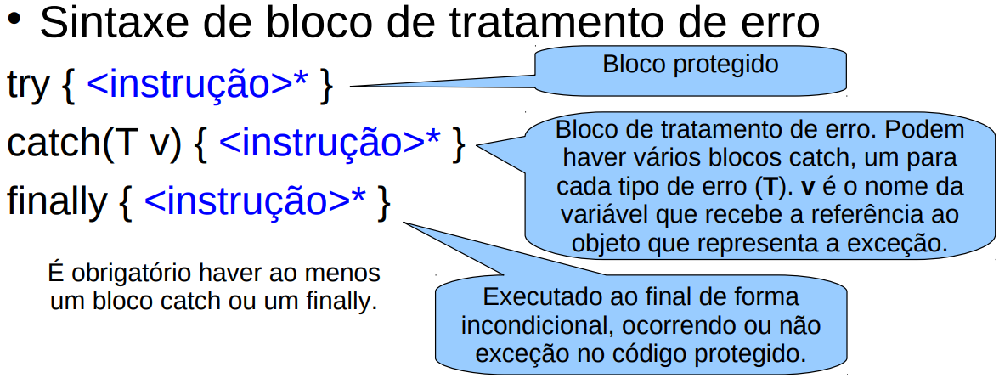 • Sintaxe de bloco de tratamento de erro
try { <instrução>* }
Bloco protegido
catch(T v) { <instrução>* }
Bloco de tratamento de erro. Podem
haver vários blocos catch, um para
cada tipo de erro (T). v é o nome da
variável que recebe a referência ao
objeto que representa a exceção.
finally { <instrução>* }
É obrigatório haver ao menos
um bloco catch ou um finally.
Executado ao final de forma
incondicional, ocorrendo ou não
exceção no código protegido.